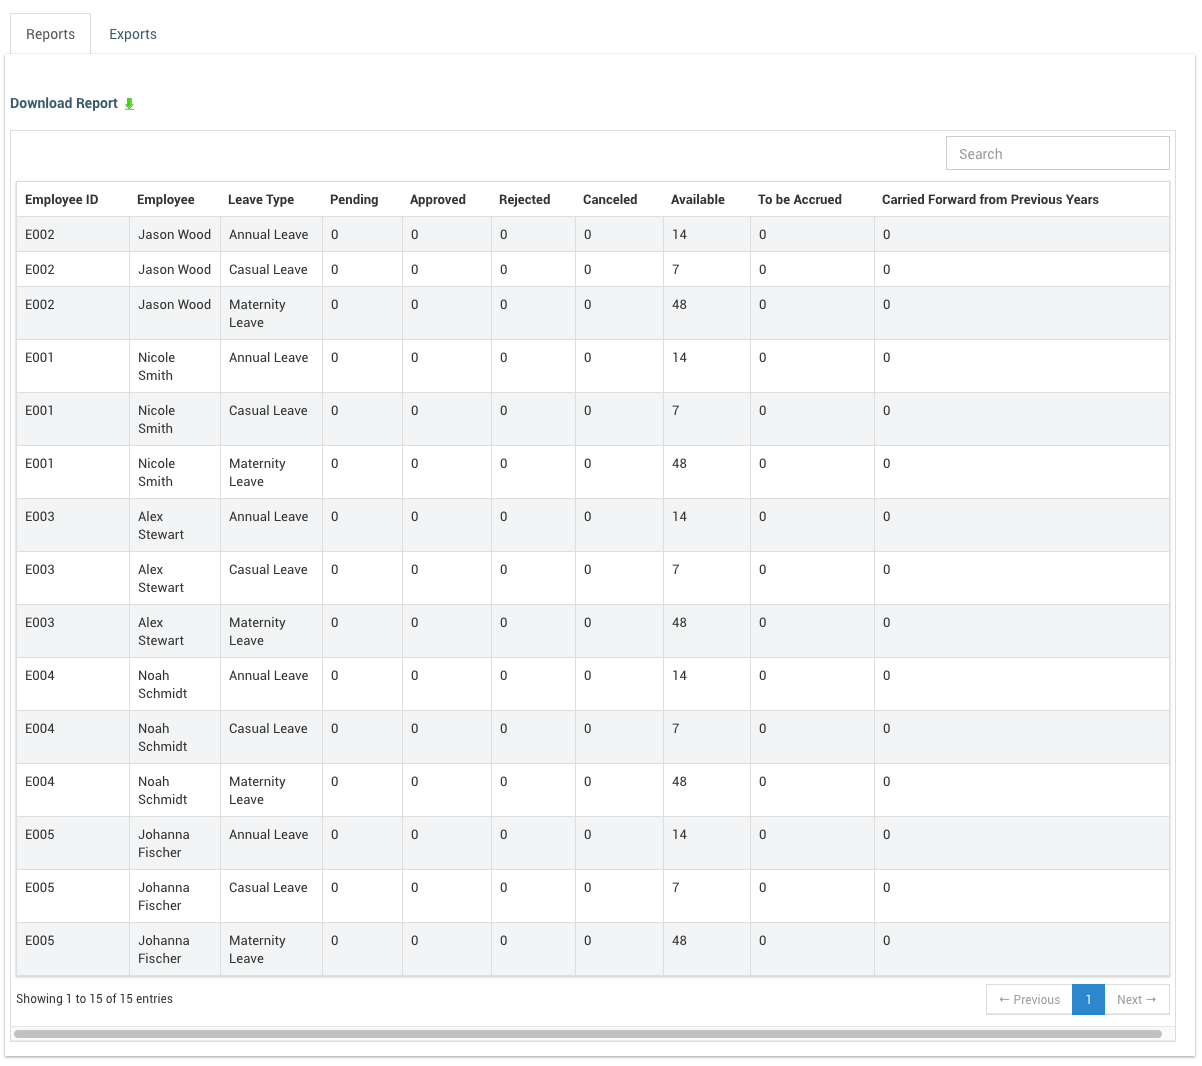 Reports Exports
Download Report
Search
Employee ID Employee Leave Type Pending Approved Rejected Canceled Available To be Accrued Carried Forward from Previous Years
E002 Jason Wood Annual Leave 0 0 0 0 14 0 0
E002 Jason Wood Casual Leave 0 0 0 0 7 0 0
E002 Jason Wood Maternity 0 0 0 0 48 0 0
Leave
E001 Nicole Annual Leave 0 0 0 0 14 0 0
Smith
E001 Nicole Casual Leave 0 0 0 0 7 0 0
Smith
E001 Nicole Maternity 0 0 0 0 48 0 0
Smith Leave
E003 Alex Annual Leave 0 0 0 0 14 0 0
Stewart
E003 Alex Casual Leave 0 0 0 0 7 0 0
Stewart
E003 Alex Maternity 0 0 0 0 48 0 0
Stewart Leave
E004 Noah Annual Leave 0 0 0 0 14 0 0
Schmidt
E004 Noah Casual Leave 0 0 0 0 7 0 0
Schmidt
E004 Noah Maternity 0 0 0 0 48 0 0
Schmidt Leave
E005 Johanna Annual Leave 0 0 0 0 14 0 0
Fischer
E005 Johanna Casual Leave 0 0 0 0 7 0 0
Fischer
E005 Johanna Maternity 0 0 0 0 48 0 0
Fischer Leave
Showing 1 to 15 of 15 entries ← Previous 1 Next →